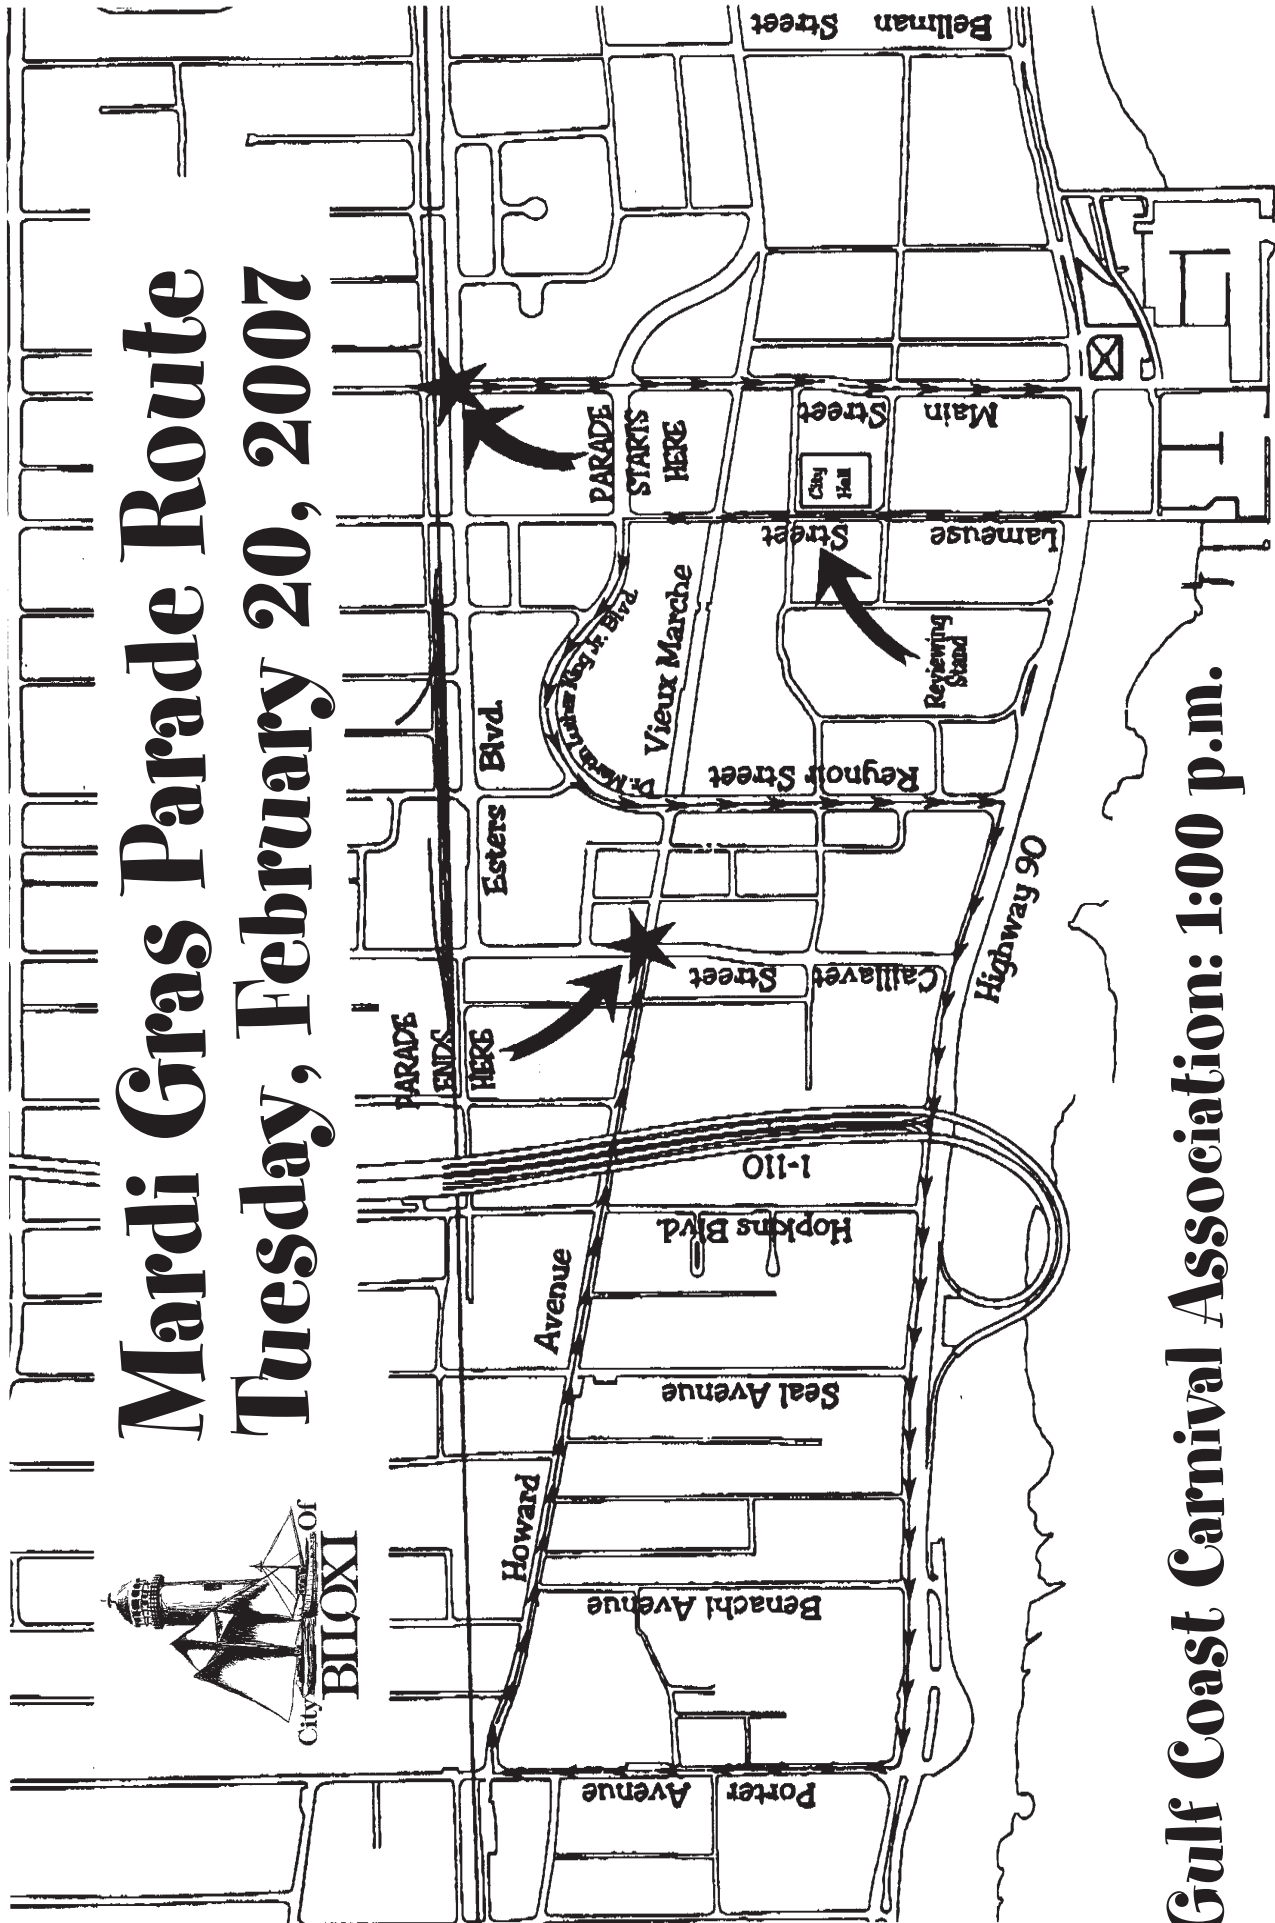 Mardi Gras Parade Route
Tuesday, February 20, 2007
City Of
BILOXI
PARADE
STARTS
HERE
PARADE
ENDS
HERE
Bellman Street
Main Street
City
Hall
Lameuse Street
Reviewing
Stand
Dr. Martin Luther King Jr. Blvd.
Vieux Marche
Esters Blvd.
Reynoir Street
Caillavet Street
Highway 90
I-110
Hopkins Blvd.
Howard Avenue
Seal Avenue
Benachi Avenue
Porter Avenue
Gulf Coast Carnival Association: 1:00 p.m.